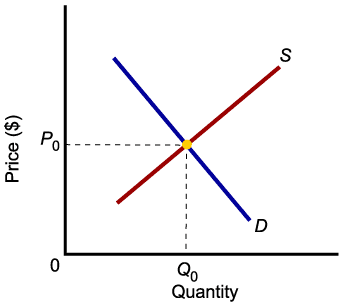 S
P₀
Price ($)
D
0
Q₀
Quantity